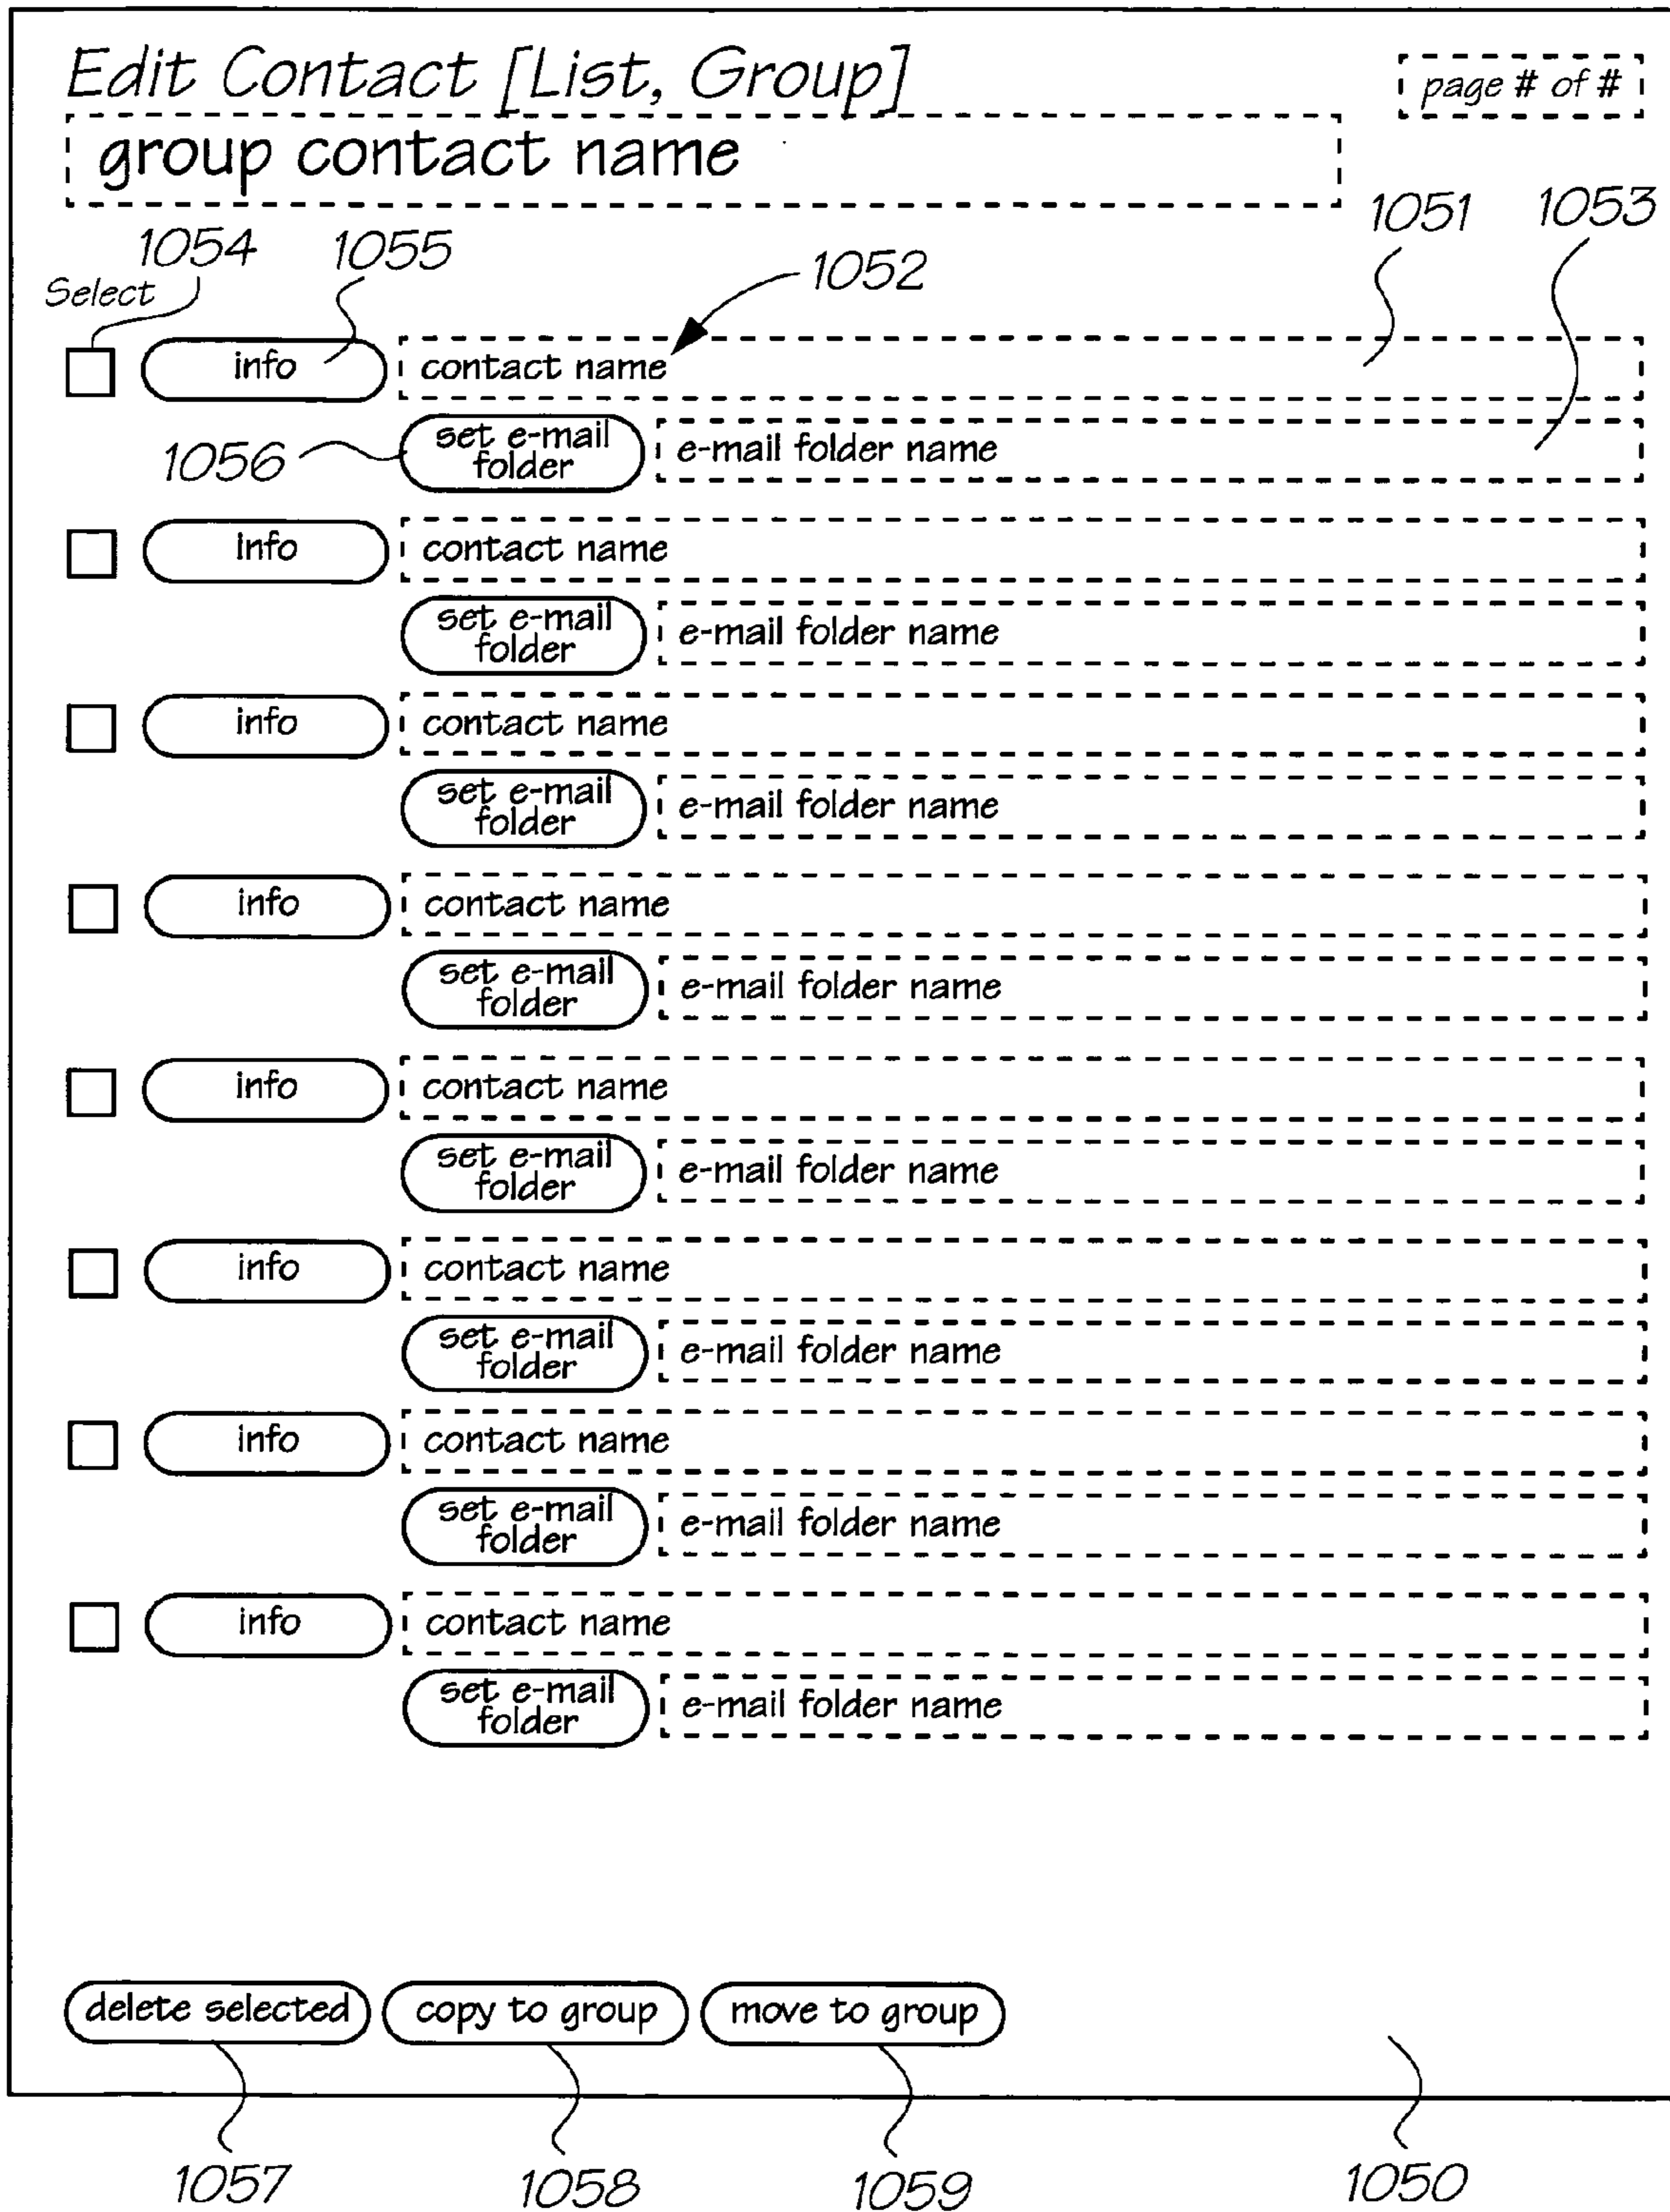 Edit Contact [List, Group]
page # of #
group contact name
1051 1053
1054 1055 1052
Select
info contact name
1056 set e-mail folder e-mail folder name
info contact name
set e-mail folder e-mail folder name
info contact name
set e-mail folder e-mail folder name
info contact name
set e-mail folder e-mail folder name
info contact name
set e-mail folder e-mail folder name
info contact name
set e-mail folder e-mail folder name
info contact name
set e-mail folder e-mail folder name
info contact name
set e-mail folder e-mail folder name
delete selected copy to group move to group
1057 1058 1059 1050